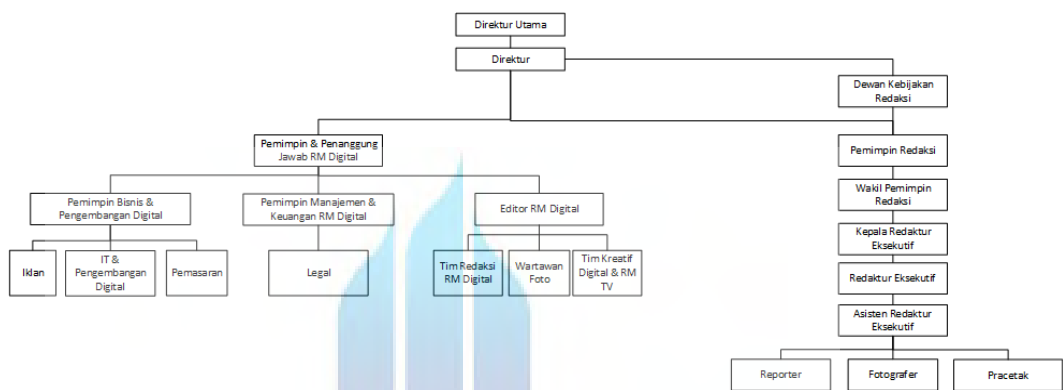 Direktur Utama
Direktur
Dewan Kebijakan
Redaksi
Pemimpin & Penanggung
Jawab RM Digital
Pemimpin Redaksi
Pemimpin Bisnis &
Pengembangan Digital
Pemimpin Manajemen &
Keuangan RM Digital
Editor RM Digital
Wakil Pemimpin
Redaksi
Kepala Redaktur
Eksekutif
Iklan
IT &
Pengembangan
Digital
Pemasaran
Legal
Tim Redaksi
RM Digital
Wartawan
Foto
Tim Kreatif
Digital & RM
TV
Redaktur Eksekutif
Asisten Redaktur
Eksekutif
Reporter
Fotografer
Pracetak